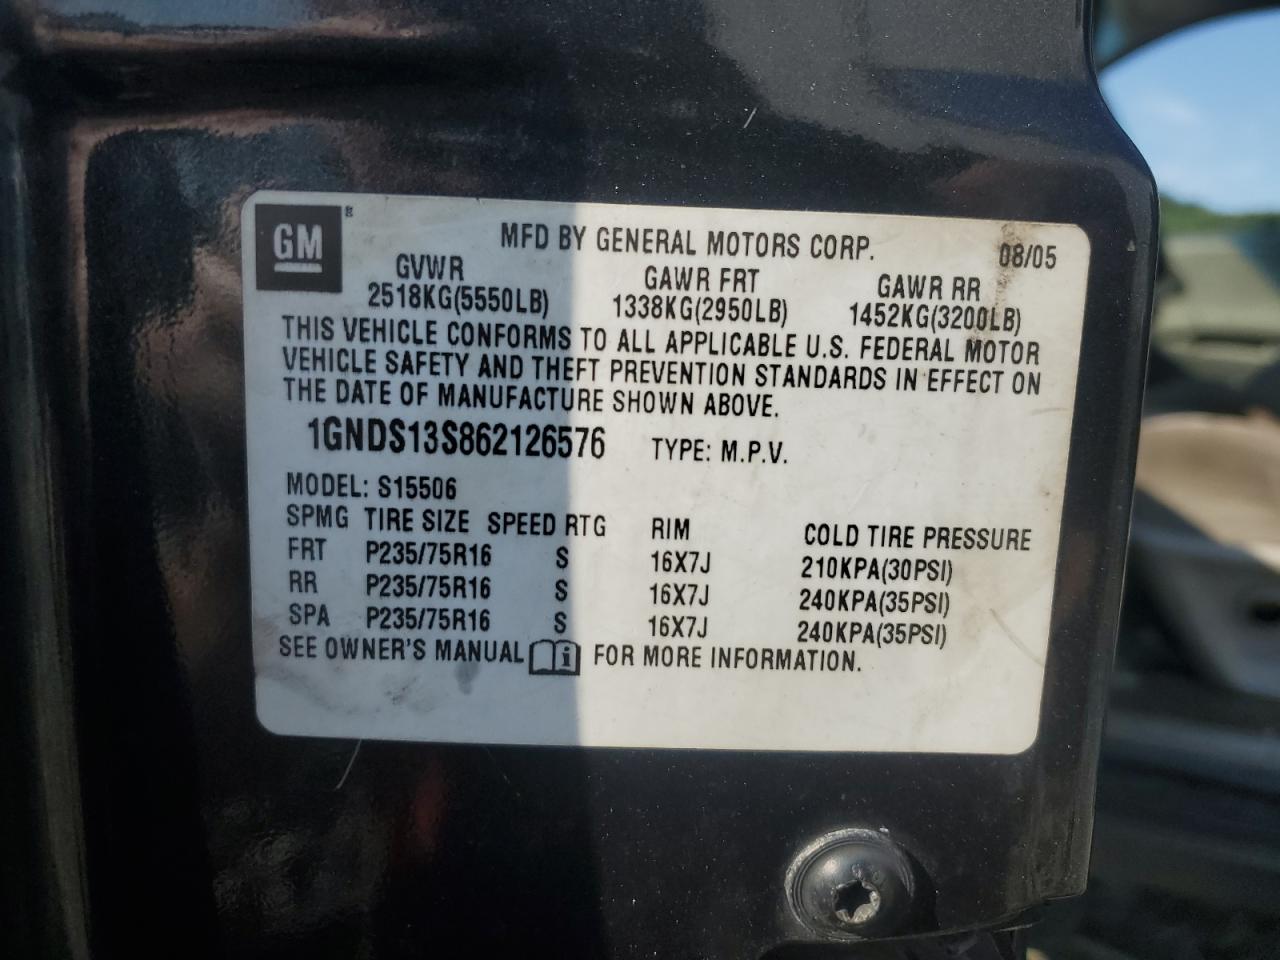 GM
MFD BY GENERAL MOTORS CORP. 08/05
GVWR GAWR FRT GAWR RR
2518KG(5550LB) 1338KG(2950LB) 1452KG(3200LB)
THIS VEHICLE CONFORMS TO ALL APPLICABLE U.S. FEDERAL MOTOR
VEHICLE SAFETY AND THEFT PREVENTION STANDARDS IN EFFECT ON
THE DATE OF MANUFACTURE SHOWN ABOVE.
1GNDS13S862126576 TYPE: M.P.V.
MODEL: S15506
SPMG TIRE SIZE SPEED RTG RIM COLD TIRE PRESSURE
FRT P235/75R16 S 16X7J 210KPA(30PSI)
RR P235/75R16 S 16X7J 240KPA(35PSI)
SPA P235/75R16 S 16X7J 240KPA(35PSI)
SEE OWNER'S MANUAL i FOR MORE INFORMATION.